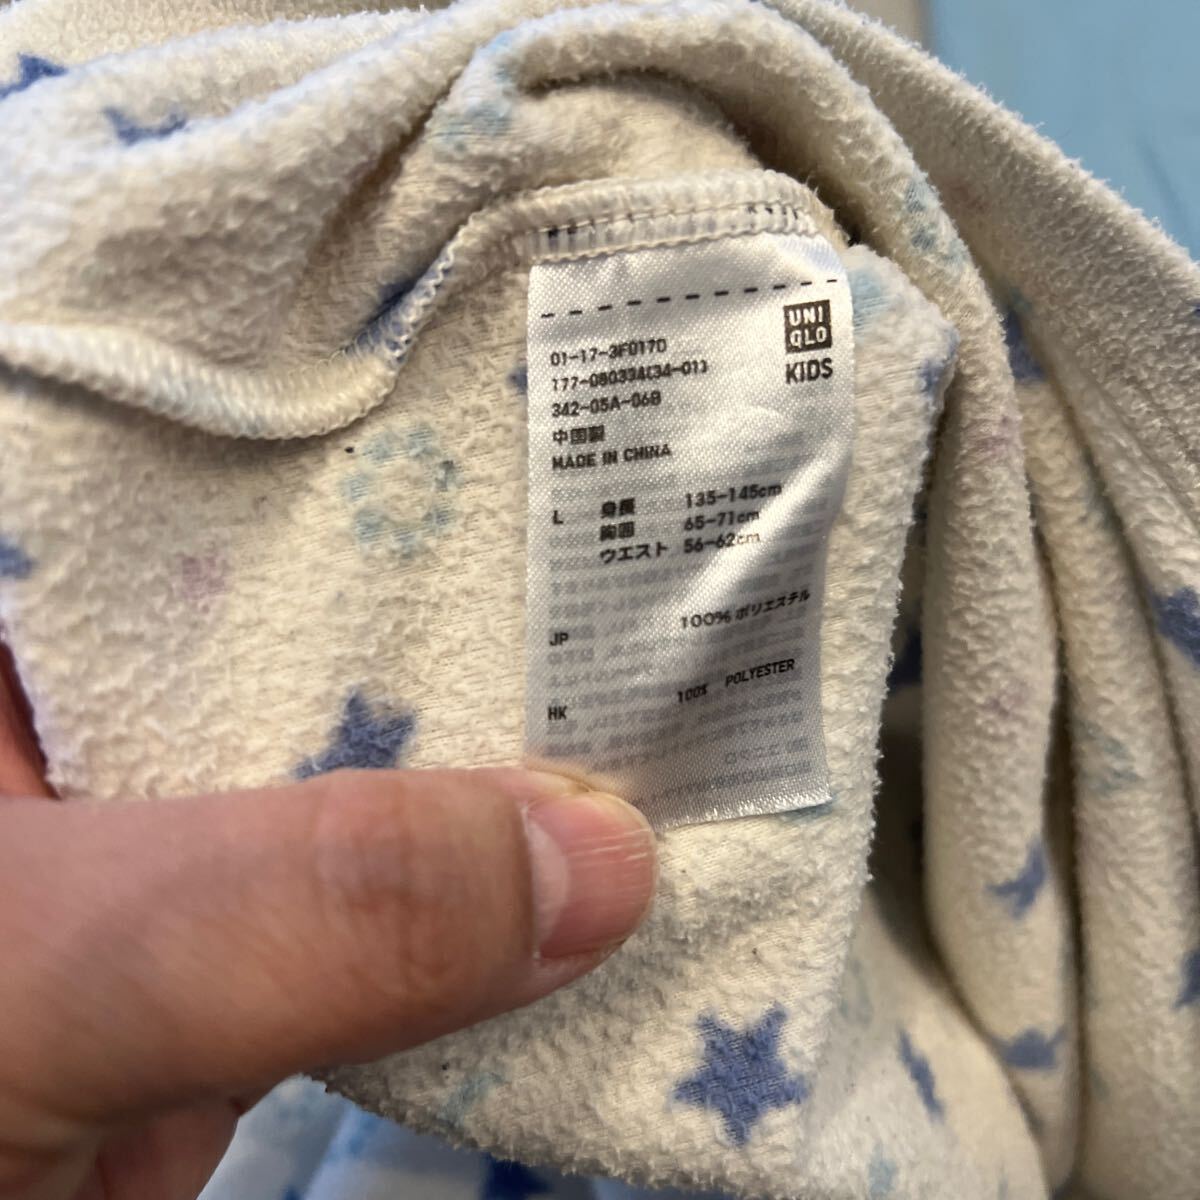 UNI
QLO
KIDS
01-17-3F0170
177-080334(34-01)
342-05A-06B
中国製
MADE IN CHINA
L 身長 135-145cm
胸囲 65-71cm
ウエスト 56-62cm
JP 100% ポリエステル
HK 100% POLYESTER